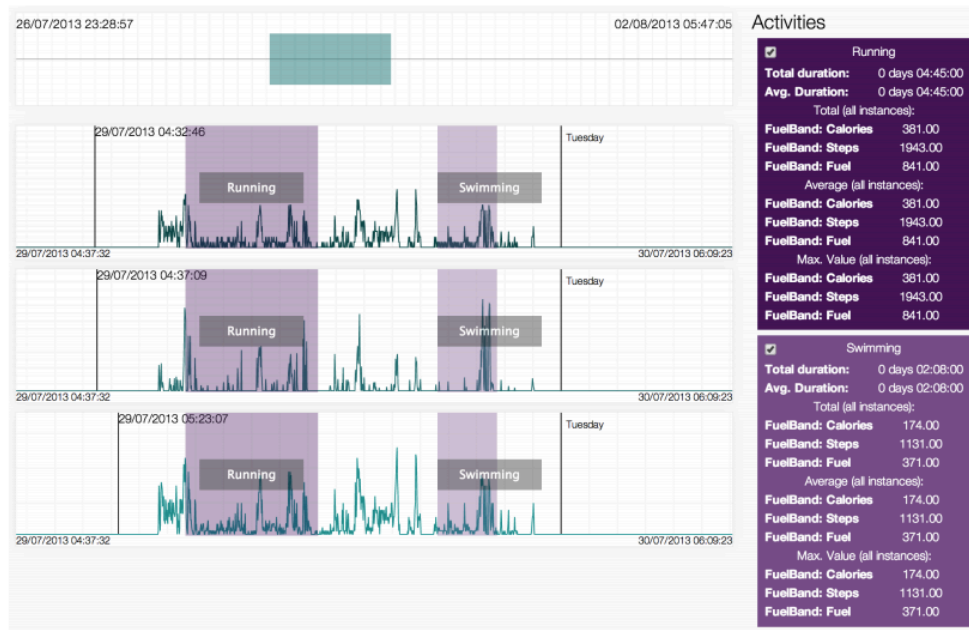 26/07/2013 23:28:57
02/08/2013 05:47:05
29/07/2013 04:32:46
Tuesday
Running
Swimming
29/07/2013 04:37:32
30/07/2013 06:09:23
29/07/2013 04:37:09
Tuesday
Running
Swimming
29/07/2013 04:37:32
30/07/2013 06:09:23
29/07/2013 05:23:07
Tuesday
Running
Swimming
29/07/2013 04:37:32
30/07/2013 06:09:23
Activities
Running
Total duration: 0 days 04:45:00
Avg. Duration: 0 days 04:45:00
Total (all instances):
FuelBand: Calories 381.00
FuelBand: Steps 1943.00
FuelBand: Fuel 841.00
Average (all instances):
FuelBand: Calories 381.00
FuelBand: Steps 1943.00
FuelBand: Fuel 841.00
Max. Value (all instances):
FuelBand: Calories 381.00
FuelBand: Steps 1943.00
FuelBand: Fuel 841.00
Swimming
Total duration: 0 days 02:08:00
Avg. Duration: 0 days 02:08:00
Total (all instances):
FuelBand: Calories 174.00
FuelBand: Steps 1131.00
FuelBand: Fuel 371.00
Average (all instances):
FuelBand: Calories 174.00
FuelBand: Steps 1131.00
FuelBand: Fuel 371.00
Max. Value (all instances):
FuelBand: Calories 174.00
FuelBand: Steps 1131.00
FuelBand: Fuel 371.00